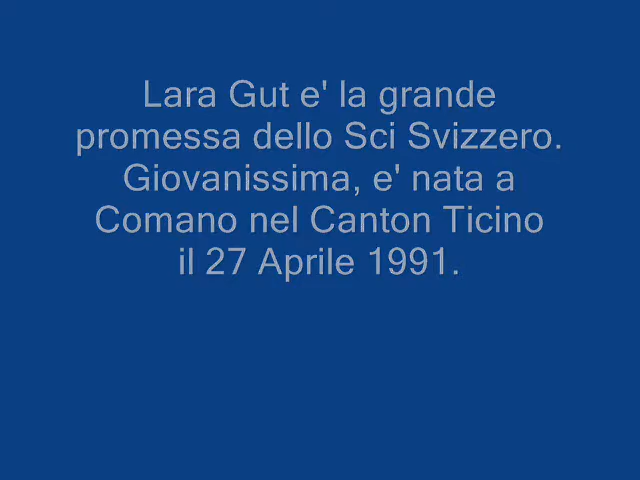 Lara Gut e' la grande
promessa dello Sci Svizzero.
Giovanissima, e' nata a
Comano nel Canton Ticino
il 27 Aprile 1991.